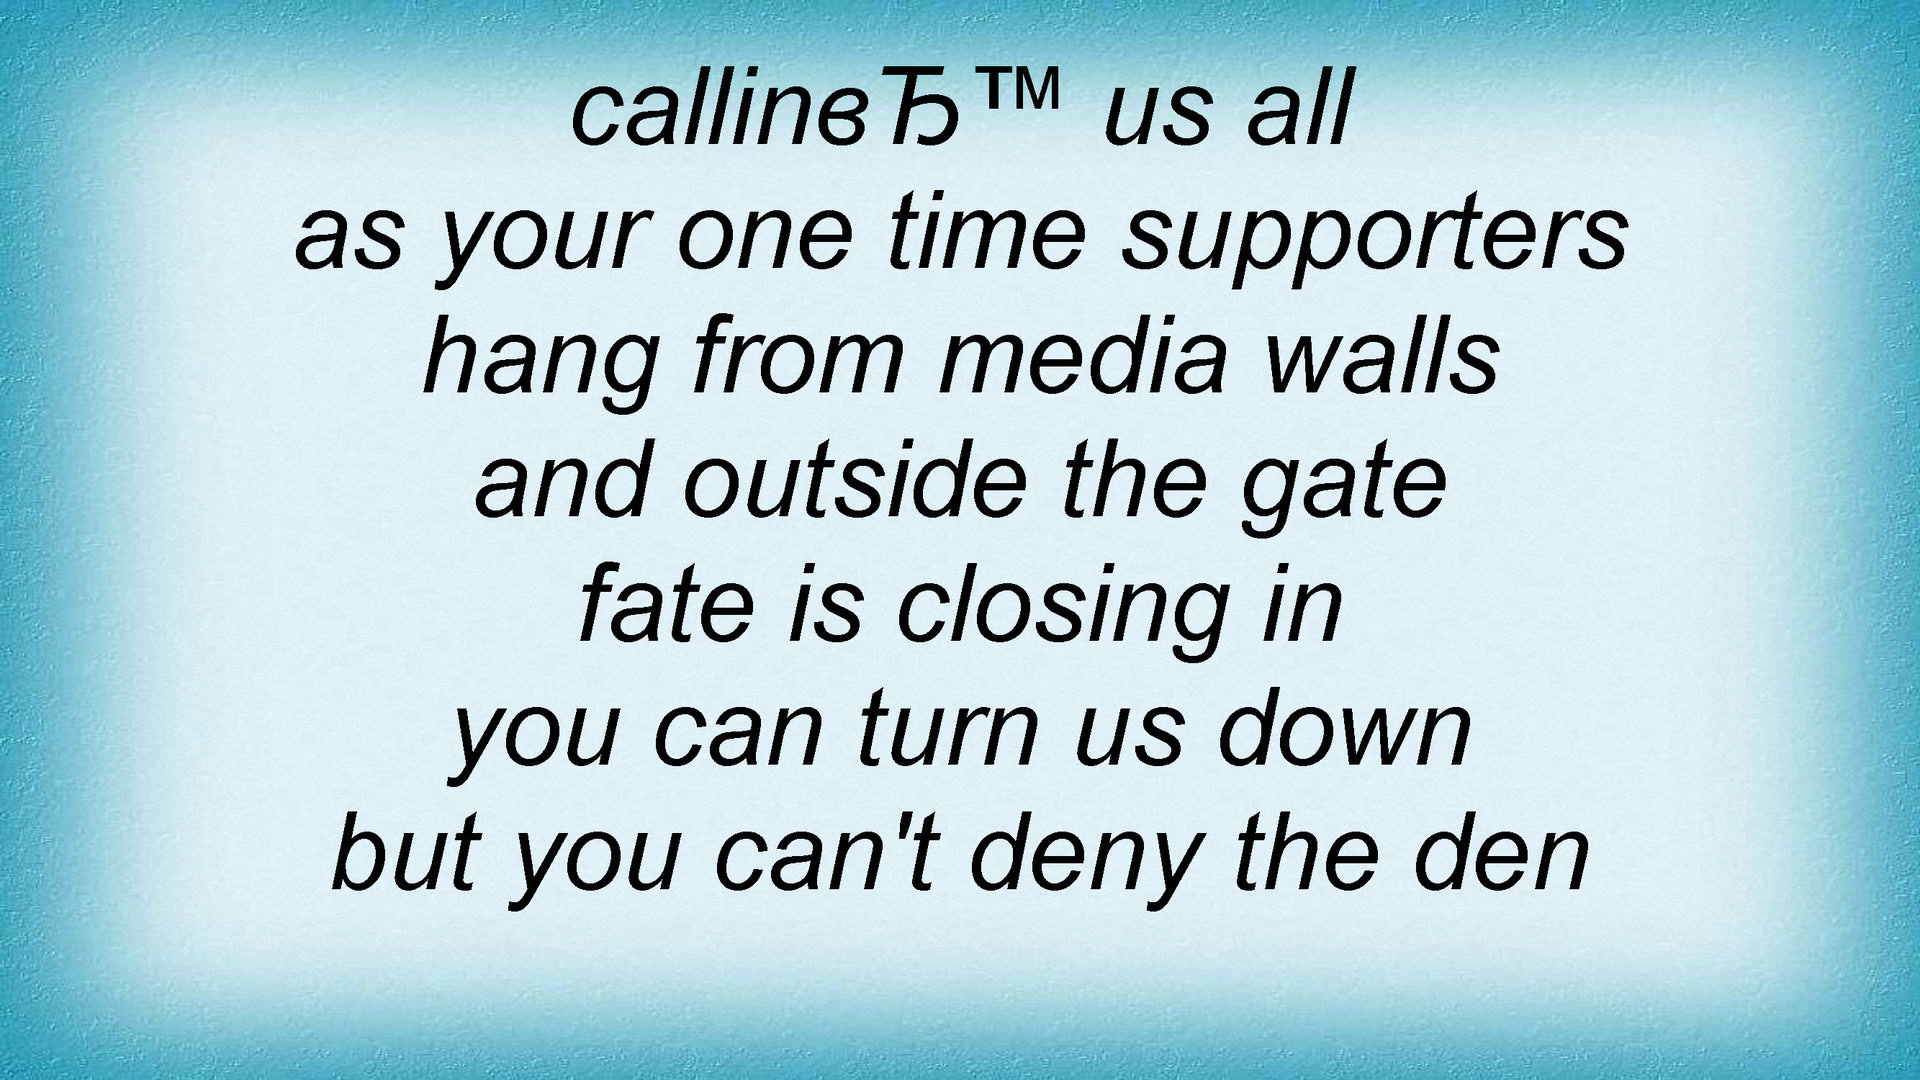 callinвЂ™ us all
as your one time supporters
hang from media walls
and outside the gate
fate is closing in
you can turn us down
but you can't deny the den